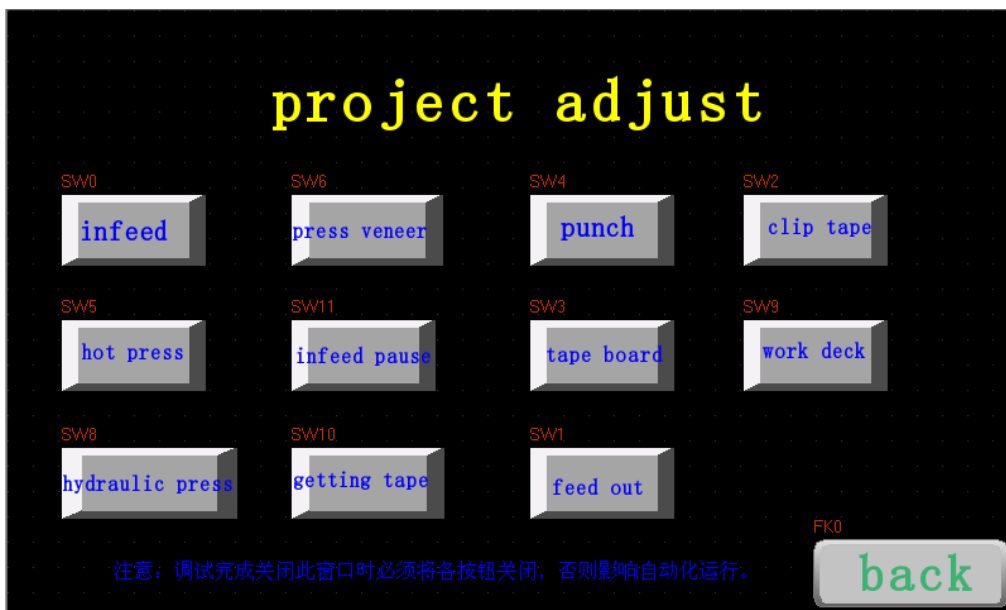 project adjust
SW0 SW6 SW4 SW2
infeed press veneer punch clip tape
SW5 SW11 SW3 SW9
hot press infeed pause tape board work deck
SW8 SW10 SW1
hydraulic press getting tape feed out
FK0
注意：调试完成关闭此窗口时必须将各按钮关闭，否则影响自动化运行。
back